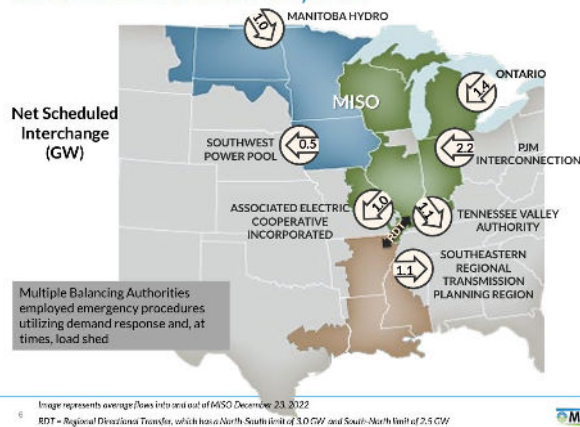 MANITOBA HYDRO
1.0
ONTARIO
1.4
MISO
Net Scheduled
Interchange
(GW)
SOUTHWEST
POWER POOL
0.5
2.2
PJM
INTERCONNECTION
ASSOCIATED ELECTRIC
COOPERATIVE
INCORPORATED
1.0
RDT
1.1
TENNESSEE VALLEY
AUTHORITY
1.1
SOUTHEASTERN
REGIONAL
TRANSMISSION
PLANNING REGION
Multiple Balancing Authorities
employed emergency procedures
utilizing demand response and, at
times, load shed
6
Image represents average flows into and out of MISO December 23, 2022
RDT = Regional Directional Transfer, which has a North-South limit of 3.0 GW and South-North limit of 2.5 GW